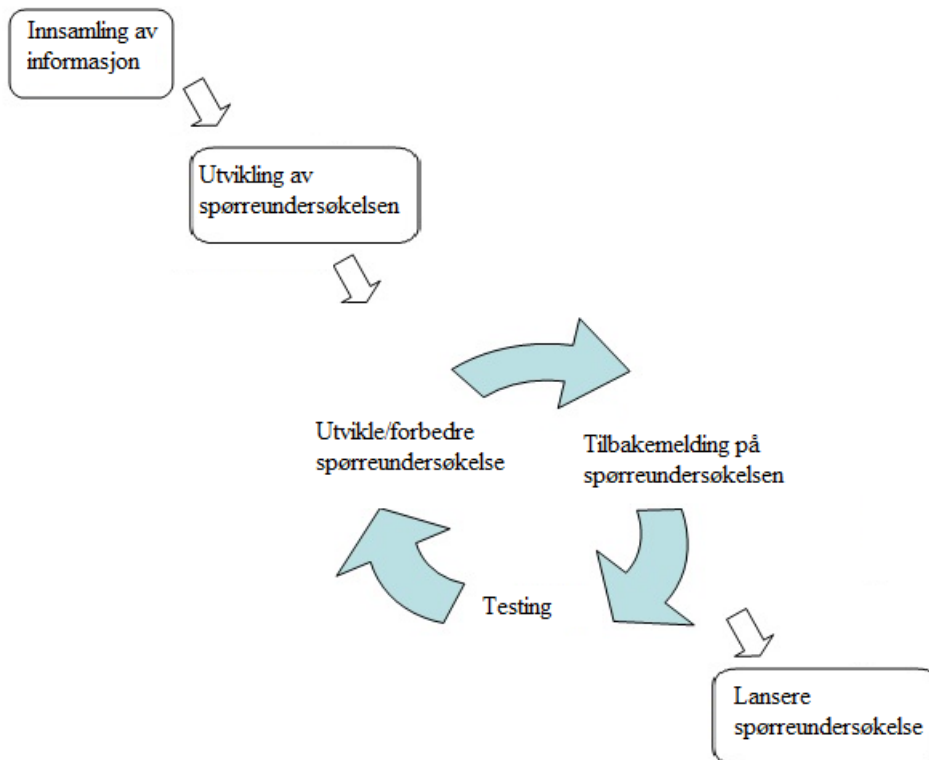 Innsamling av
informasjon
Utvikling av
spørreundersøkelsen
Utvikle/forbedre
spørreundersøkelse
Tilbakemelding på
spørreundersøkelsen
Testing
Lansere
spørreundersøkelse